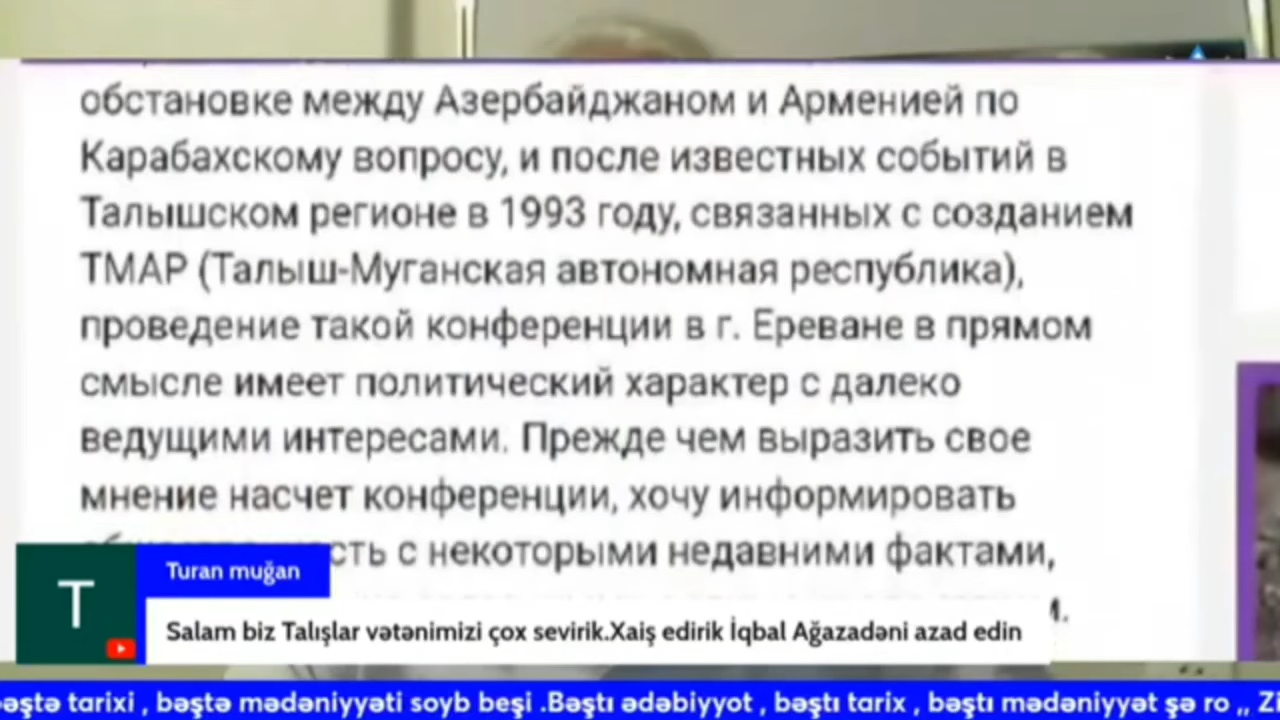 обстановке между Азербайджаном и Арменией по
Карабахскому вопросу, и после известных событий в
Талышском регионе в 1993 году, связанных с созданием
ТМАР (Талыш-Муганская автономная республика),
проведение такой конференции в г. Ереване в прямом
смысле имеет политический характер с далеко
ведущими интересами. Прежде чем выразить свое
мнение насчет конференции, хочу информировать
с некоторыми недавними фактами,
T
Turan muğan
Salam biz Talışlar vətənimizi çox sevirik.Xaiş edirik İqbal Ağazadəni azad edin
bəştə tarixi , bəştə mədəniyyəti soyb beşi .Bəştı ədəbiyyot , bəştı tarix , bəştı mədəniyyət şə ro ,,